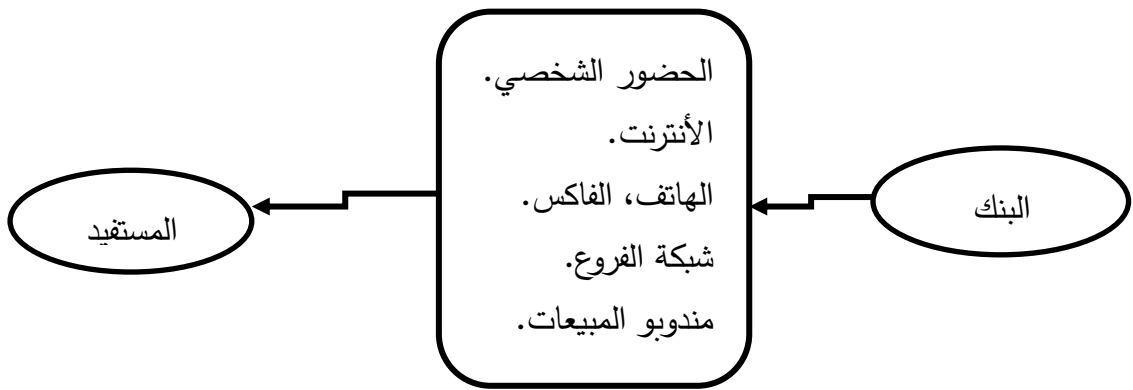 البنك
الحضور الشخصي.
الأنترنت.
الهاتف، الفاكس.
شبكة الفروع.
مندوبو المبيعات.
المستفيد